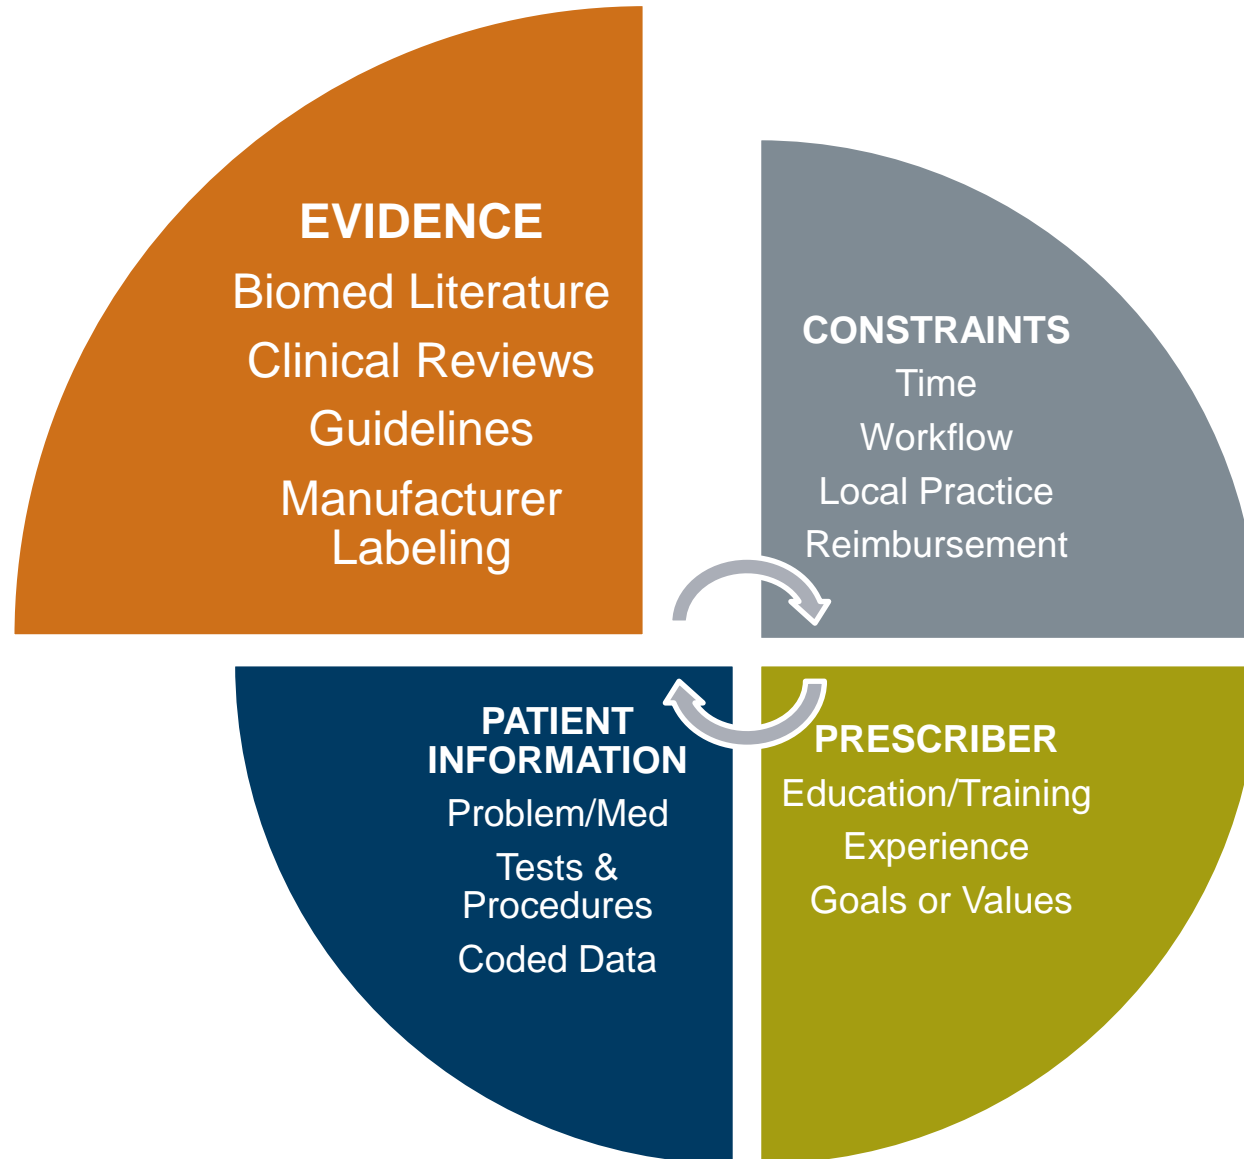 EVIDENCE
Biomed Literature
Clinical Reviews
Guidelines
Manufacturer
Labeling
CONSTRAINTS
Time
Workflow
Local Practice
Reimbursement
PATIENT
INFORMATION
Problem/Med
Tests &
Procedures
Coded Data
PRESCRIBER
Education/Training
Experience
Goals or Values